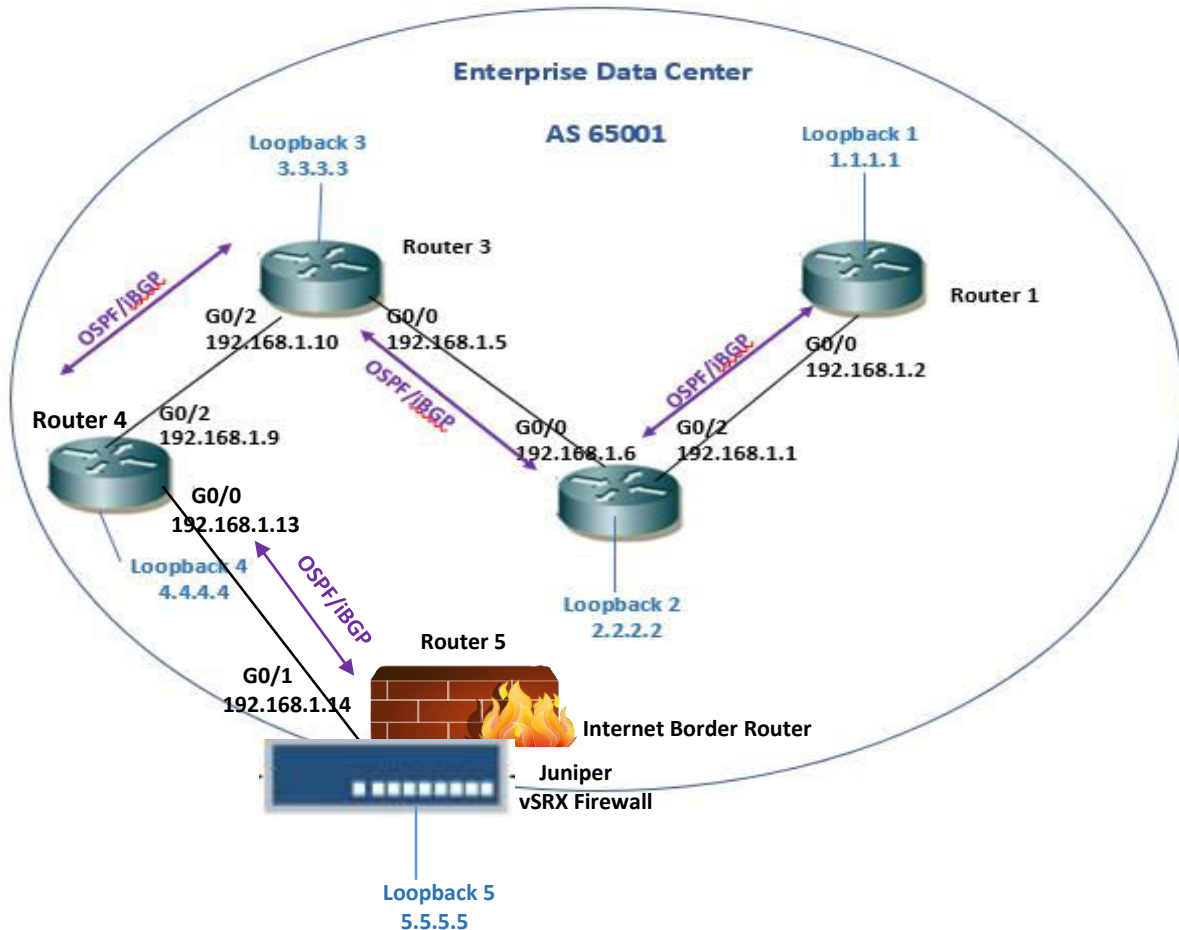 Enterprise Data Center
AS 65001
Loopback 3
3.3.3.3
Loopback 1
1.1.1.1
Router 3
OSPF/iBGP
G0/2
192.168.1.10
G0/0
192.168.1.5
Router 1
G0/0
192.168.1.2
OSPF/iBGP
OSPF/iBGP
Router 4
G0/2
192.168.1.9
G0/0
192.168.1.6
G0/2
192.168.1.1
G0/0
192.168.1.13
Loopback 4
4.4.4.4
OSPF/iBGP
Loopback 2
2.2.2.2
Router 5
G0/1
192.168.1.14
Internet Border Router
Juniper
vSRX Firewall
Loopback 5
5.5.5.5